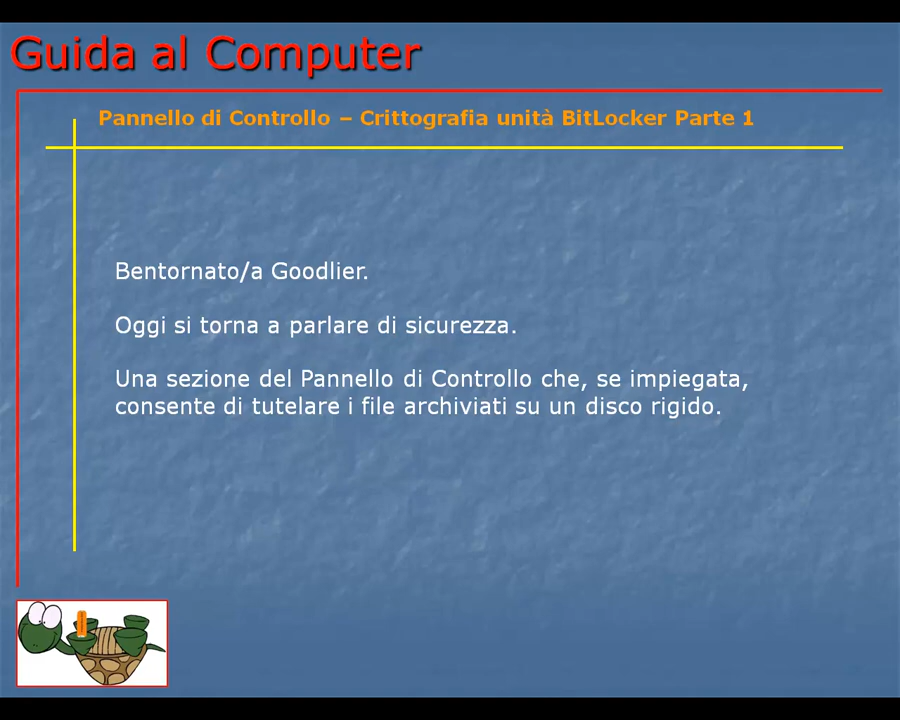 Guida al Computer
Pannello di Controllo – Crittografia unità BitLocker Parte 1
Bentornato/a Goodlier.
Oggi si torna a parlare di sicurezza.
Una sezione del Pannello di Controllo che, se impiegata,
consente di tutelare i file archiviati su un disco rigido.